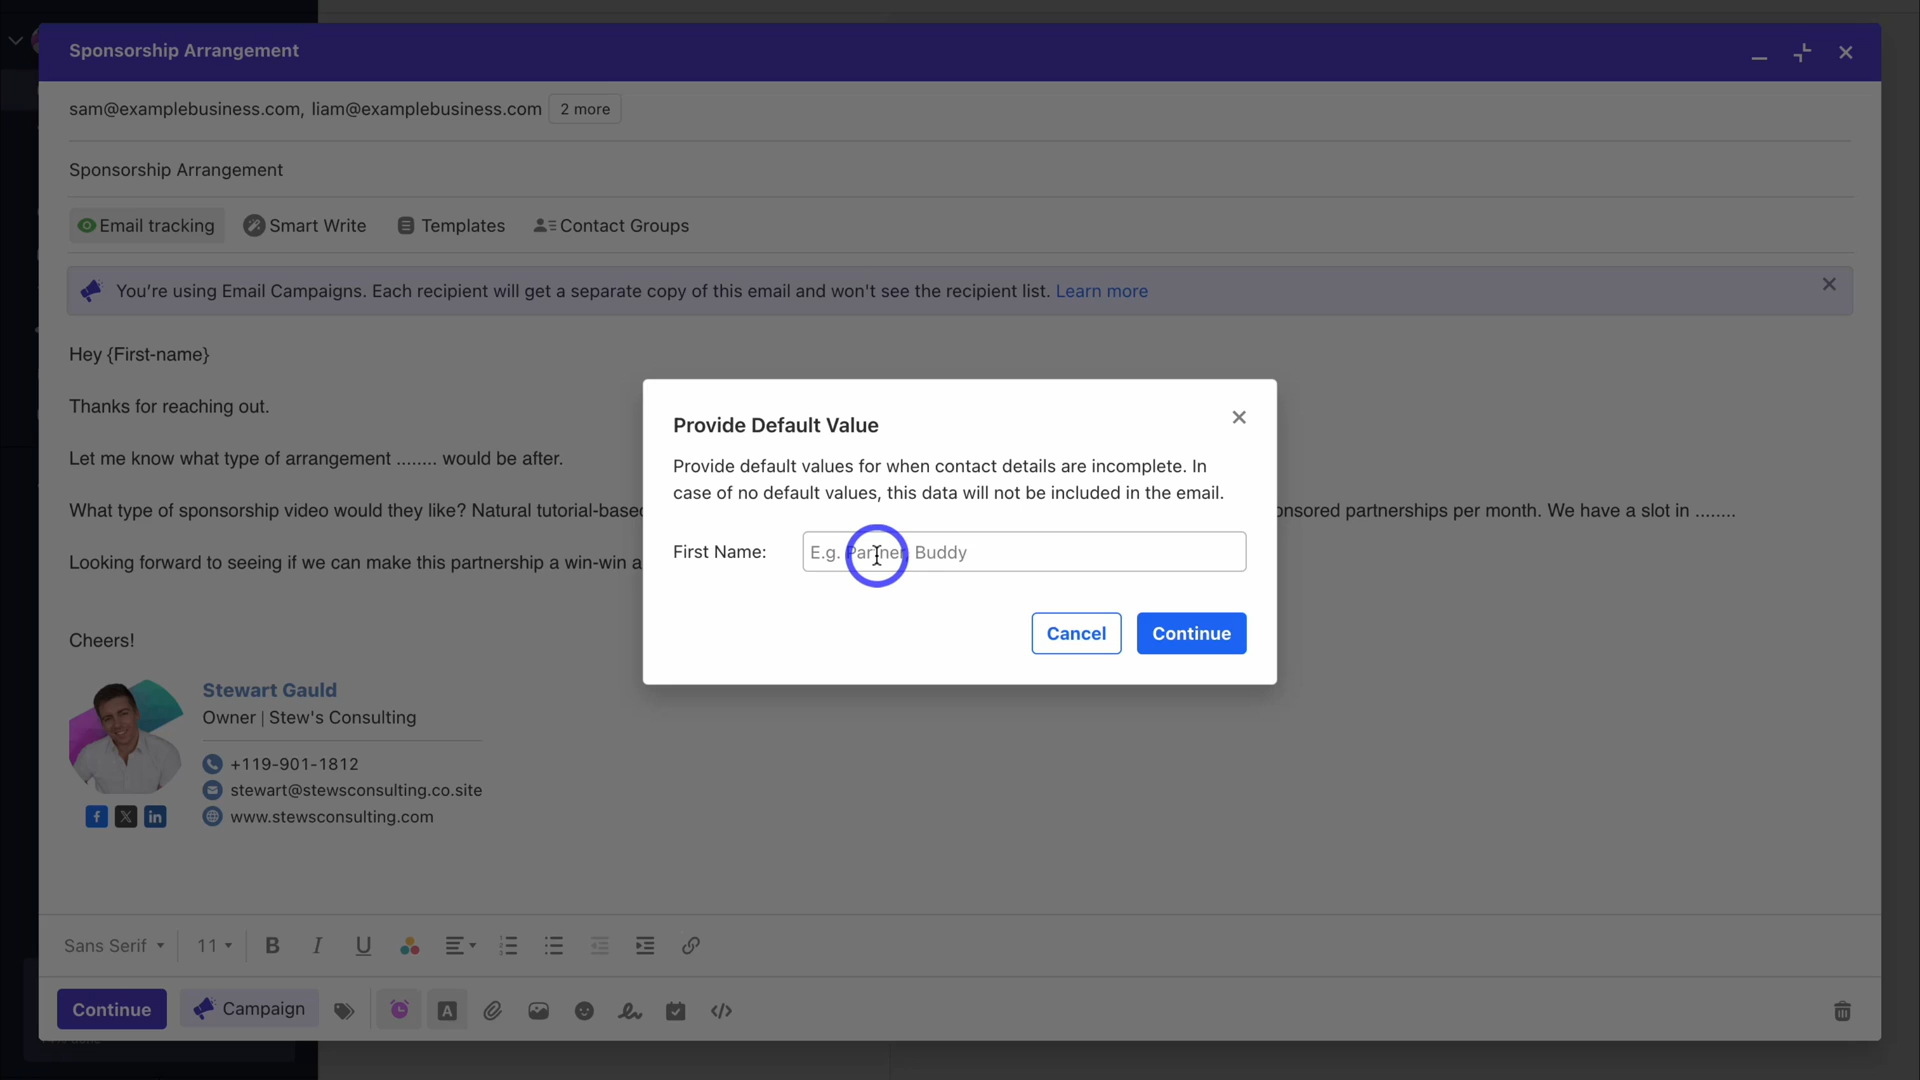 Sponsorship Arrangement
sam@examplebusiness.com, liam@examplebusiness.com 2 more
Sponsorship Arrangement
Email tracking Smart Write Templates Contact Groups
You're using Email Campaigns. Each recipient will get a separate copy of this email and won't see the recipient list. Learn more
Hey {First-name}
Thanks for reaching out.
Let me know what type of arrangement ........ would be after.
What type of sponsorship video would they like? Natural tutorial-based
onsored partnerships per month. We have a slot in ........
Looking forward to seeing if we can make this partnership a win-win a
Cheers!
Stewart Gauld
Owner | Stew's Consulting
+119-901-1812
stewart@stewsconsulting.co.site
www.stewsconsulting.com
Provide Default Value
Provide default values for when contact details are incomplete. In
case of no default values, this data will not be included in the email.
First Name: E.g. Partner, Buddy
Cancel Continue
Sans Serif 11 B I U
Continue Campaign A